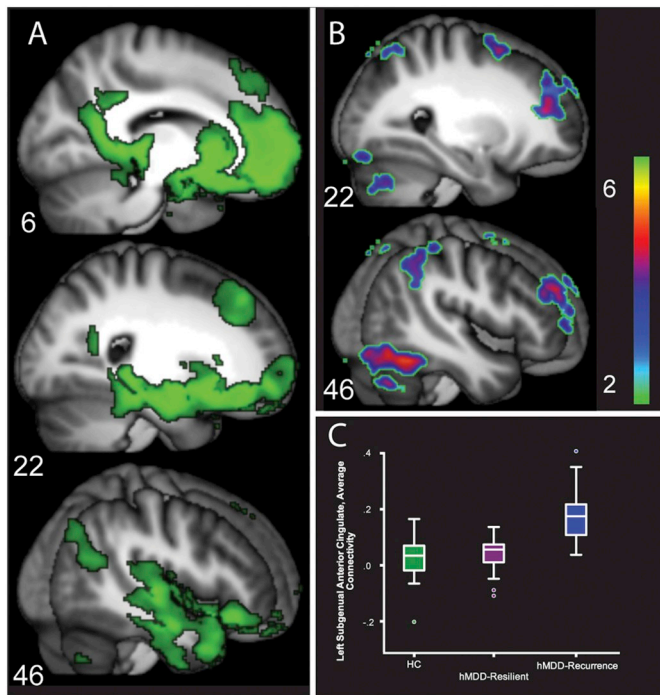 A
6
22
46
B
22
46
6
2
C
Left Subgenual Anterior Cingulate, Average
Connectivity
.4
.2
.0
-.2
HC
hMDD-Resilient
hMDD-Recurrence